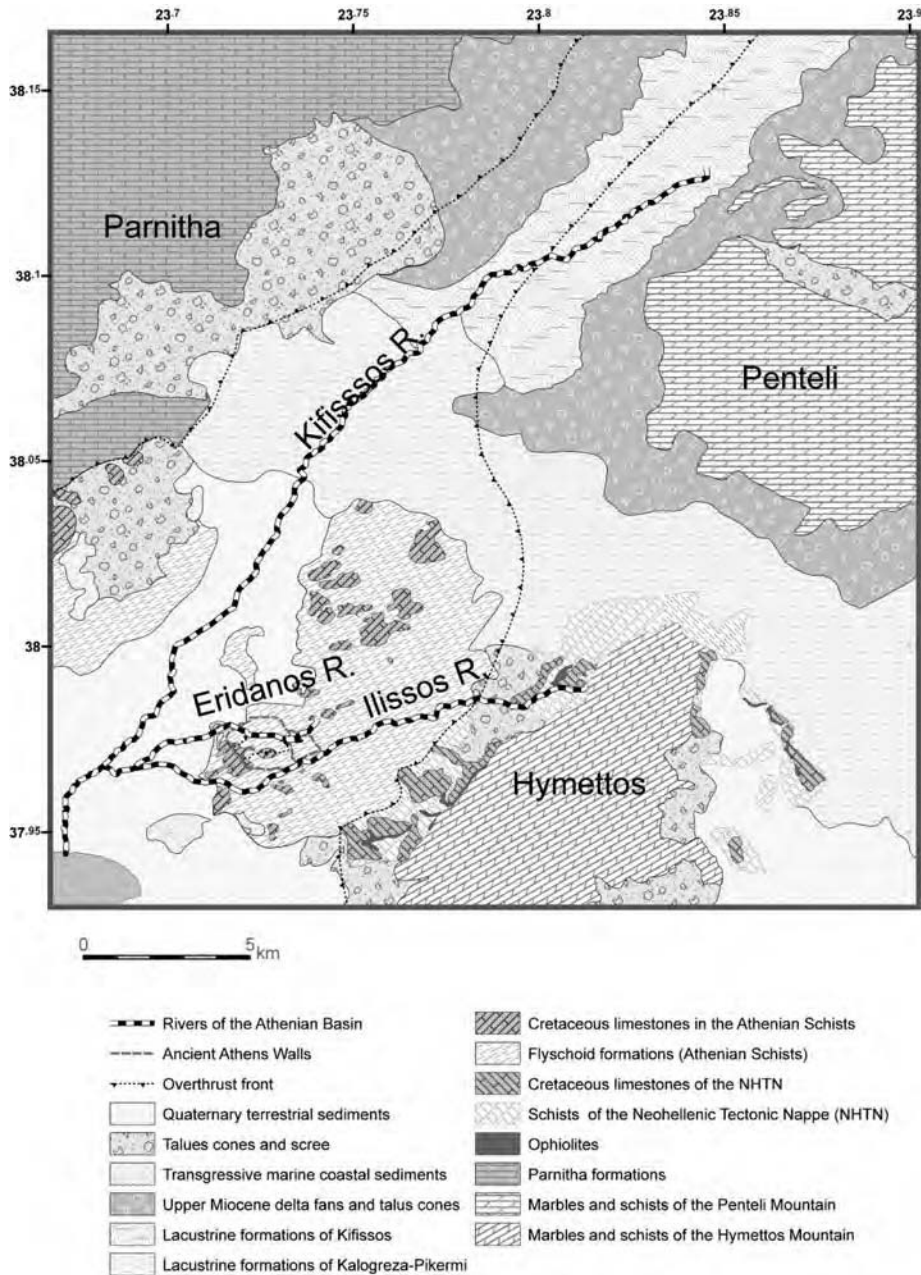 23.7 23.75 23.8 23.85 23.9
38.15
Parnitha
38.1
Kifisssos R.
Penteli
38.05
38
Eridanos R.
Ilissos R.
Hymettos
37.95
0 5
km
Rivers of the Athenian Basin
Ancient Athens Walls
Overthrust front
Quaternary terrestrial sediments
Talues cones and scree
Transgressive marine coastal sediments
Upper Miocene delta fans and talus cones
Lacustrine formations of Kifissos
Lacustrine formations of Kalogreza-Pikermi
Cretaceous limestones in the Athenian Schists
Flyschoid formations (Athenian Schists)
Cretaceous limestones of the NHTN
Schists of the Neohellenic Tectonic Nappe (NHTN)
Ophiolites
Parnitha formations
Marbles and schists of the Penteli Mountain
Marbles and schists of the Hymettos Mountain